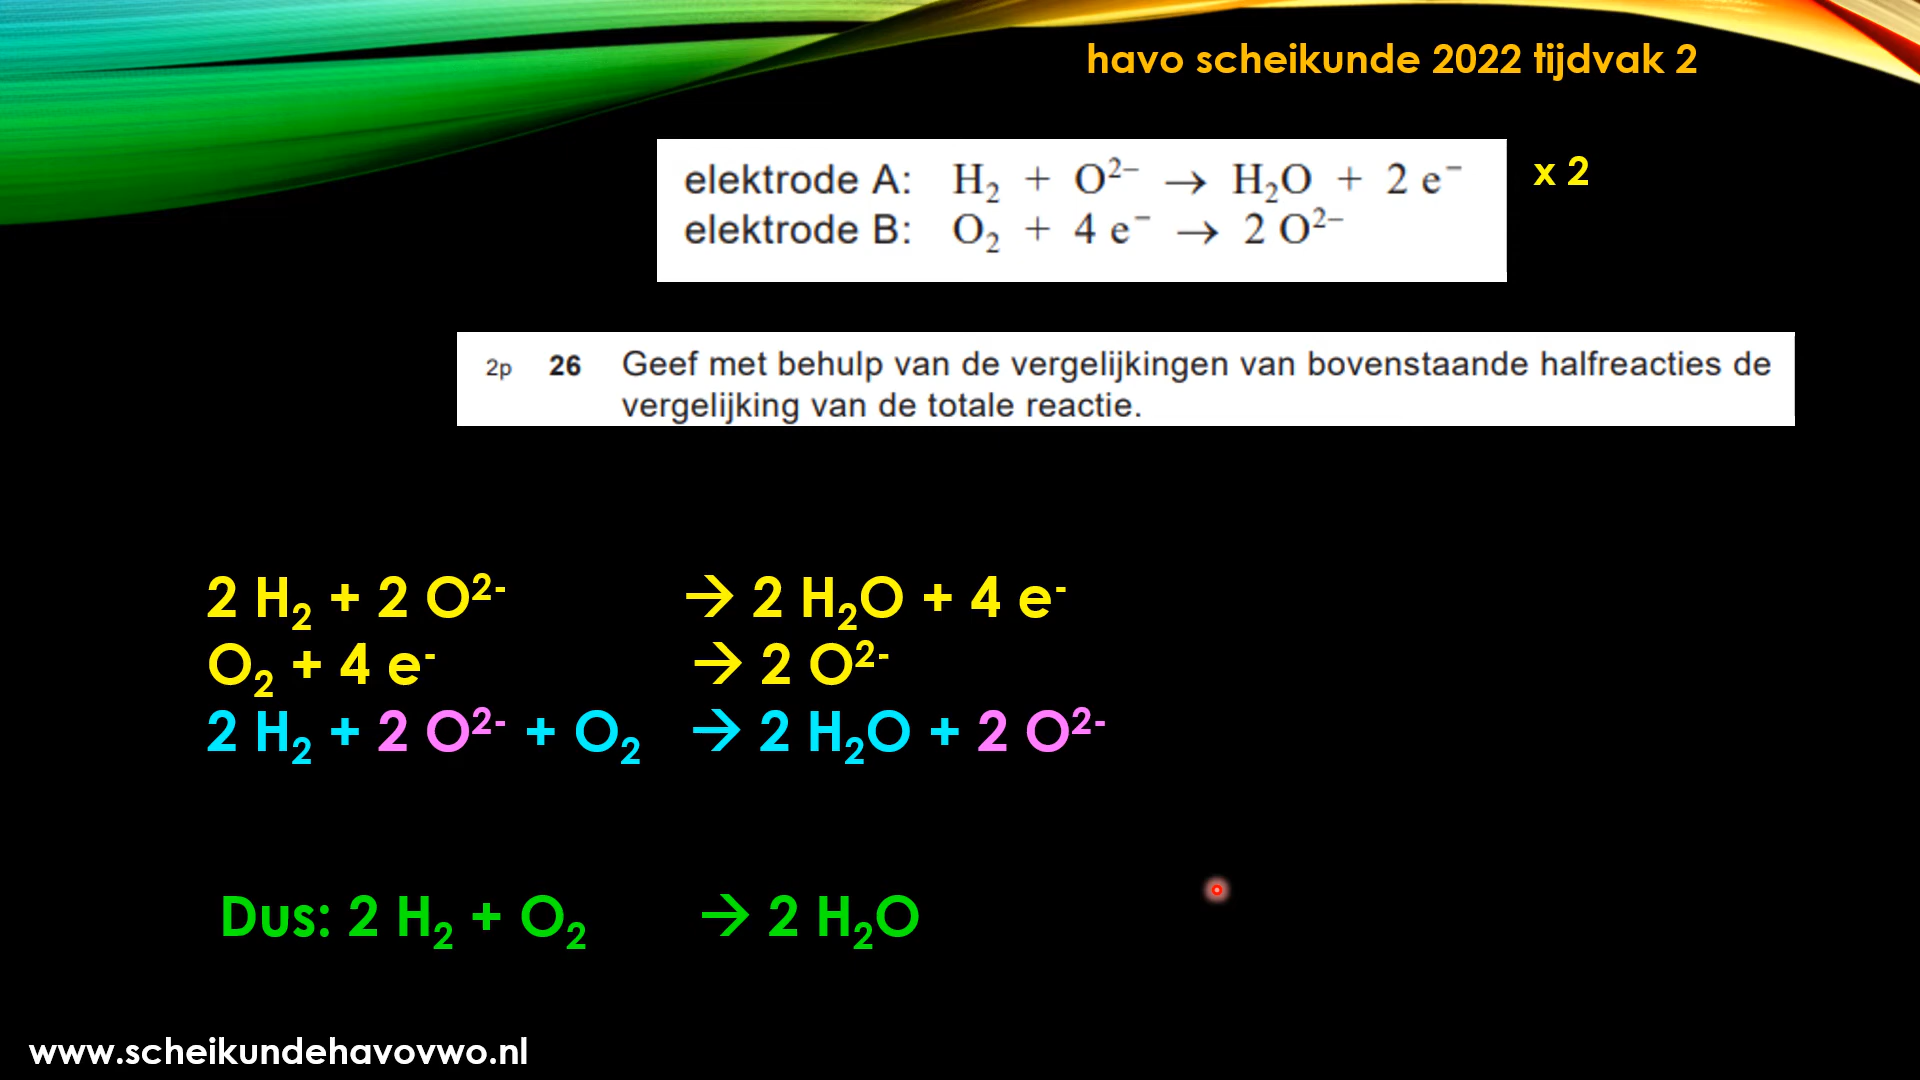 havo scheikunde 2022 tijdvak 2
elektrode A: H₂ + O²⁻ → H₂O + 2 e⁻ x 2
elektrode B: O₂ + 4 e⁻ → 2 O²⁻
2p 26 Geef met behulp van de vergelijkingen van bovenstaande halfreacties de
vergelijking van de totale reactie.
2 H₂ + 2 O²⁻ → 2 H₂O + 4 e⁻
O₂ + 4 e⁻ → 2 O²⁻
2 H₂ + 2 O²⁻ + O₂ → 2 H₂O + 2 O²⁻
Dus: 2 H₂ + O₂ → 2 H₂O
www.scheikundehavovwo.nl